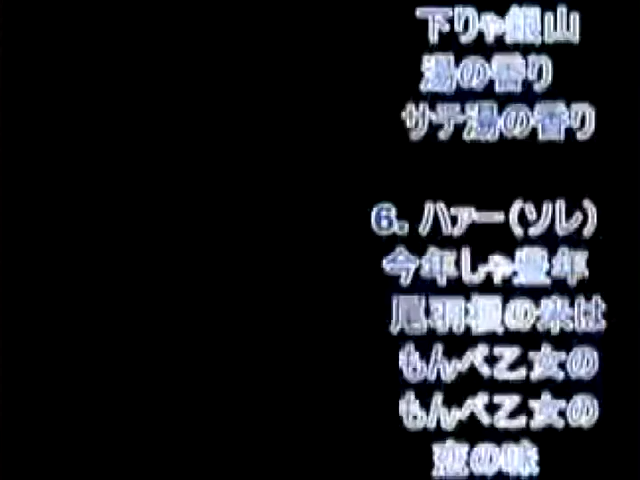 下りゃ銀山
湯の香り
サテ湯の香り
6. ハァー(ソレ)
今年しゃ豊年
尾羽根の米は
もんぺ乙女の
もんぺ乙女の
恋の味